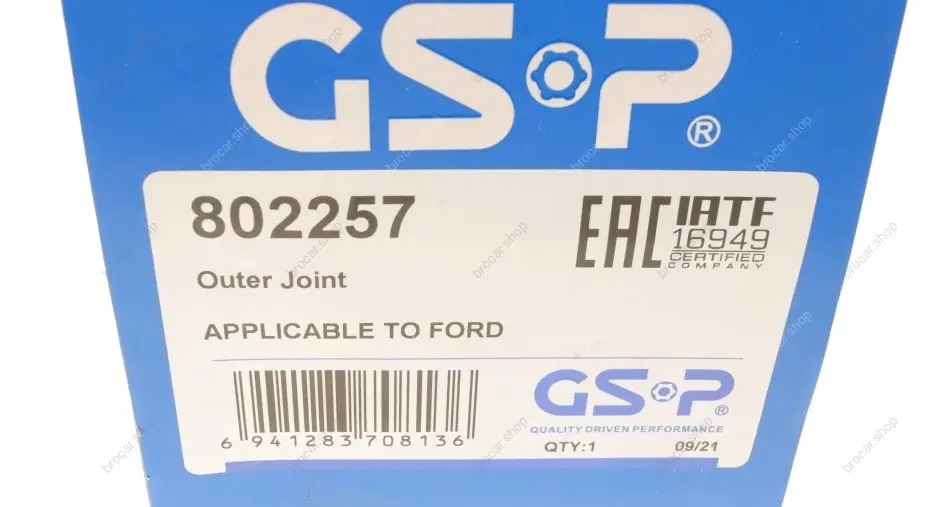 GSP®
802257
EAC
IATF
16949
CERTIFIED
COMPANY
Outer Joint
APPLICABLE TO FORD
6 941283 708136
GSP®
QUALITY DRIVEN PERFORMANCE
QTY:1 09/21
brocar.shop